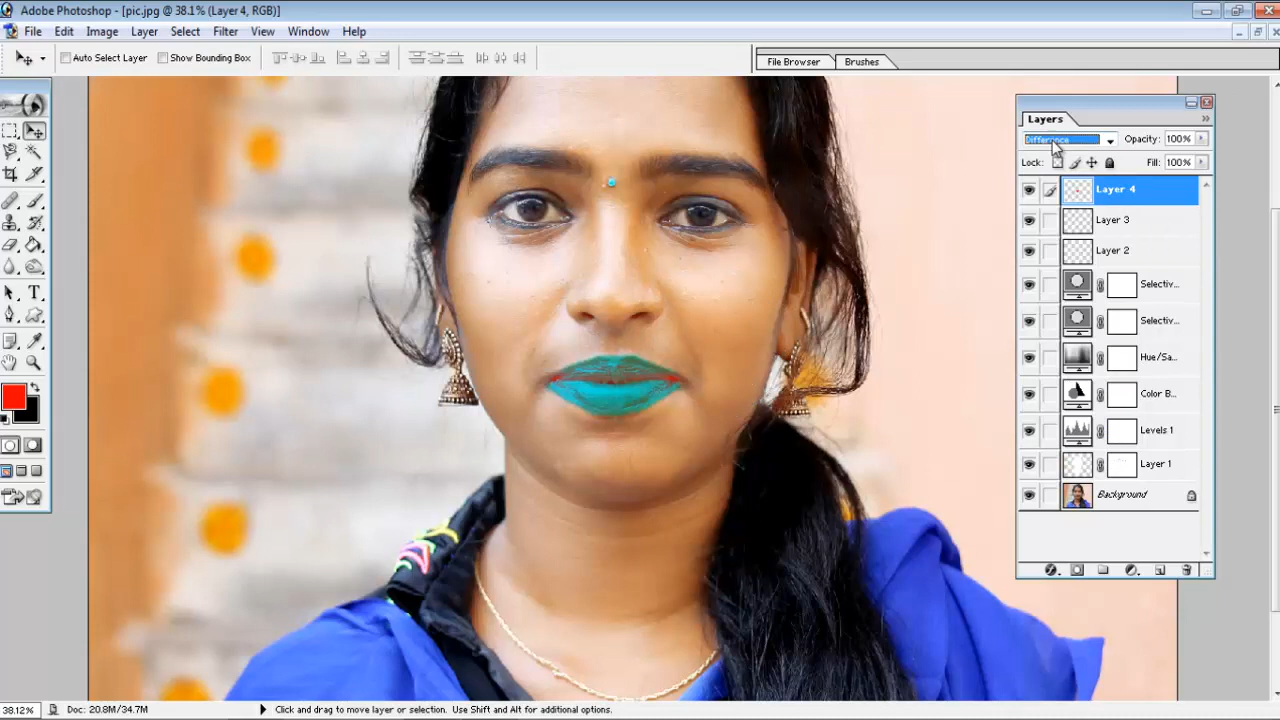 Adobe Photoshop - [pic.jpg @ 38.1% (Layer 4, RGB)]
File Edit Image Layer Select Filter View Window Help
Auto Select Layer Show Bounding Box File Browser Brushes
Layers
Difference Opacity: 100%
Lock: Fill: 100%
Layer 4
Layer 3
Layer 2
Selectiv...
Selectiv...
Hue/Sa...
Color B...
Levels 1
Layer 1
Background
T
38.12% Doc: 20.8M/34.7M Click and drag to move layer or selection. Use Shift and Alt for additional options.